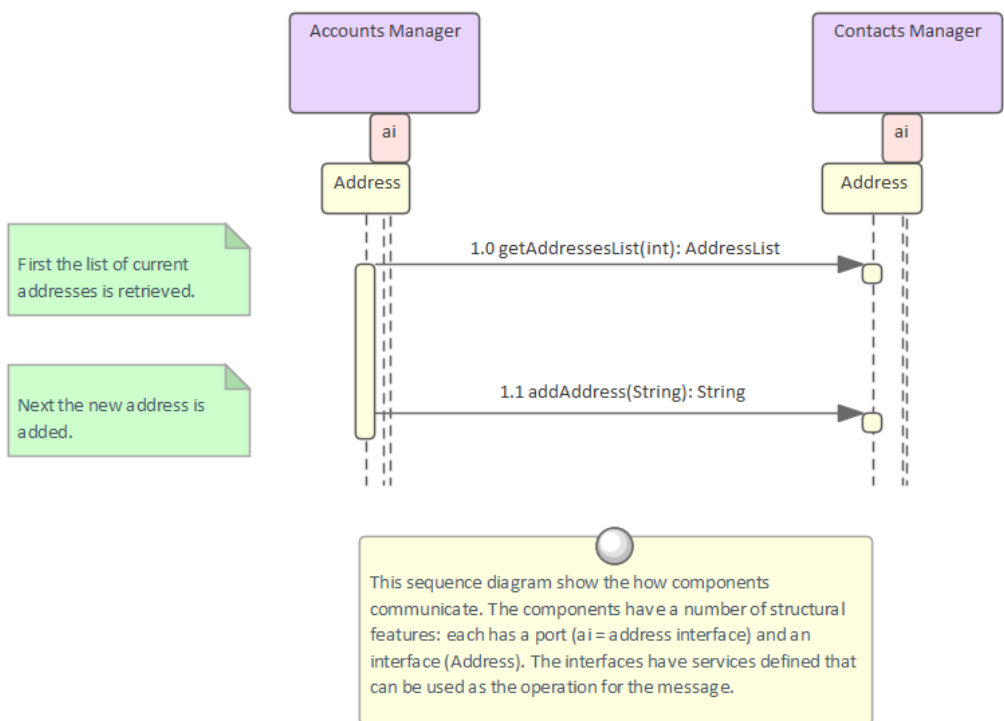 Accounts Manager
Contacts Manager
ai
ai
Address
Address
First the list of current
addresses is retrieved.
1.0 getAddressesList(int): AddressList
Next the new address is
added.
1.1 addAddress(String): String
This sequence diagram show the how components
communicate. The components have a number of structural
features: each has a port (ai = address interface) and an
interface (Address). The interfaces have services defined that
can be used as the operation for the message.